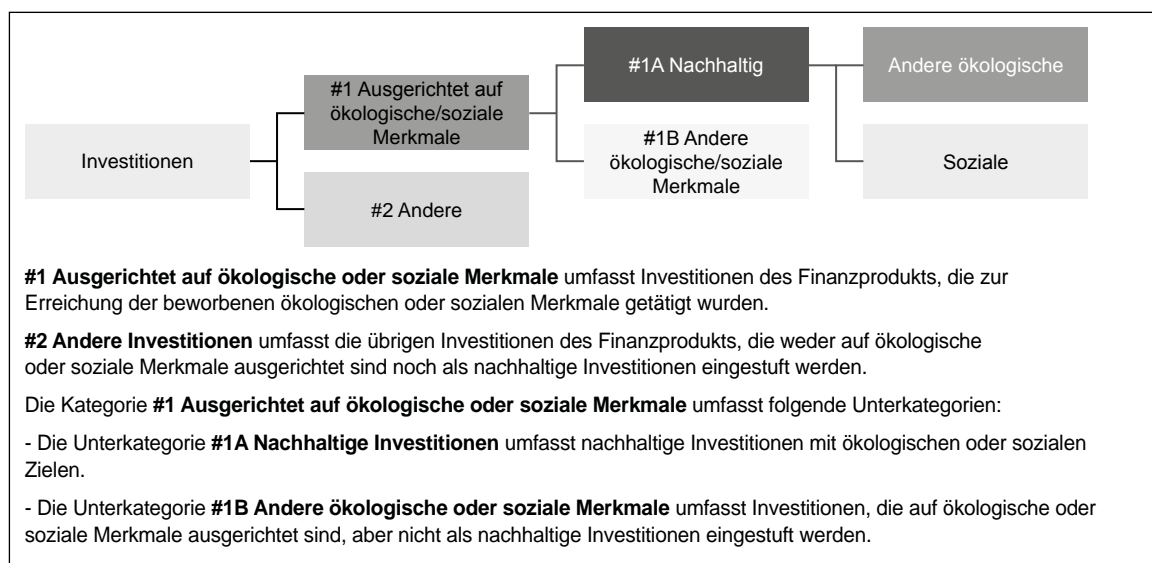 #1A Nachhaltig
Andere ökologische
#1 Ausgerichtet auf
ökologische/soziale
Merkmale
Investitionen
#1B Andere
ökologische/soziale
Merkmale
Soziale
#2 Andere
#1 Ausgerichtet auf ökologische oder soziale Merkmale umfasst Investitionen des Finanzprodukts, die zur
Erreichung der beworbenen ökologischen oder sozialen Merkmale getätigt wurden.
#2 Andere Investitionen umfasst die übrigen Investitionen des Finanzprodukts, die weder auf ökologische
oder soziale Merkmale ausgerichtet sind noch als nachhaltige Investitionen eingestuft werden.
Die Kategorie #1 Ausgerichtet auf ökologische oder soziale Merkmale umfasst folgende Unterkategorien:
- Die Unterkategorie #1A Nachhaltige Investitionen umfasst nachhaltige Investitionen mit ökologischen oder sozialen
Zielen.
- Die Unterkategorie #1B Andere ökologische oder soziale Merkmale umfasst Investitionen, die auf ökologische oder
soziale Merkmale ausgerichtet sind, aber nicht als nachhaltige Investitionen eingestuft werden.